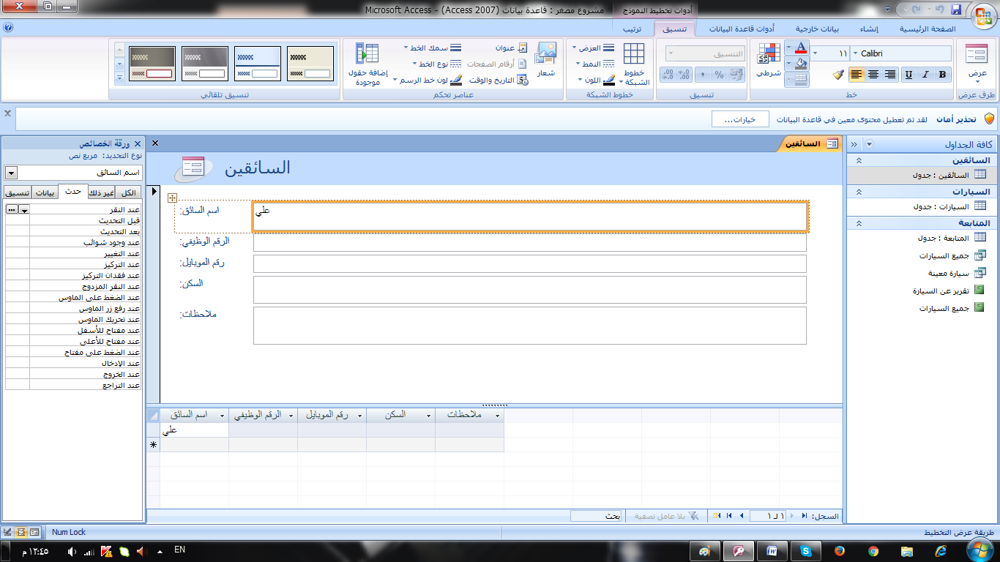 أدوات تخطيط النموذج
مشروع مصغر : قاعدة بيانات (Access 2007) - Microsoft Access
الصفحة الرئيسية
إنشاء
بيانات خارجية
أدوات قاعدة البيانات
تنسيق
ترتيب
عرض
طرق عرض
Calibri
١١
B I U
شرطي
خط
التنسيق
%
تنسيق
خطوط الشبكة
العرض
النمط
اللون
خطوط الشبكة
شعار
عنوان
أرقام الصفحات
التاريخ والوقت
سمك الخط
نوع الخط
لون خط الرسم
إضافة حقول موجودة
عناصر تحكم
تنسيق تلقائي
تحذير أمان
لقد تم تعطيل محتوى معين في قاعدة البيانات
خيارات...
كافة الجداول
السائقين
السائقين : جدول
السيارات
السيارات : جدول
المتابعة
المتابعة : جدول
جميع السيارات
سيارة معينة
تقرير عن السيارة
جميع السيارات
السائقين
السائقين
اسم السائق:
علي
الرقم الوظيفي:
رقم الموبايل:
السكن:
ملاحظات:
اسم السائق
الرقم الوظيفي
رقم الموبايل
السكن
ملاحظات
علي
السجل:
١ لـ ١
بلا عامل تصفية
بحث
ورقة الخصائص
نوع التحديد: مربع نص
اسم السائق
الكل
غير ذلك
حدث
بيانات
تنسيق
عند النقر
قبل التحديث
بعد التحديث
عند وجود شوائب
عند التغيير
عند التركيز
عند فقدان التركيز
عند النقر المزدوج
عند الضغط على الماوس
عند رفع زر الماوس
عند تحريك الماوس
عند مفتاح للأسفل
عند مفتاح للأعلى
عند الضغط على مفتاح
عند الإدخال
عند الخروج
عند التراجع
طريقة عرض التخطيط
Num Lock
EN
١٢:٤٥ م